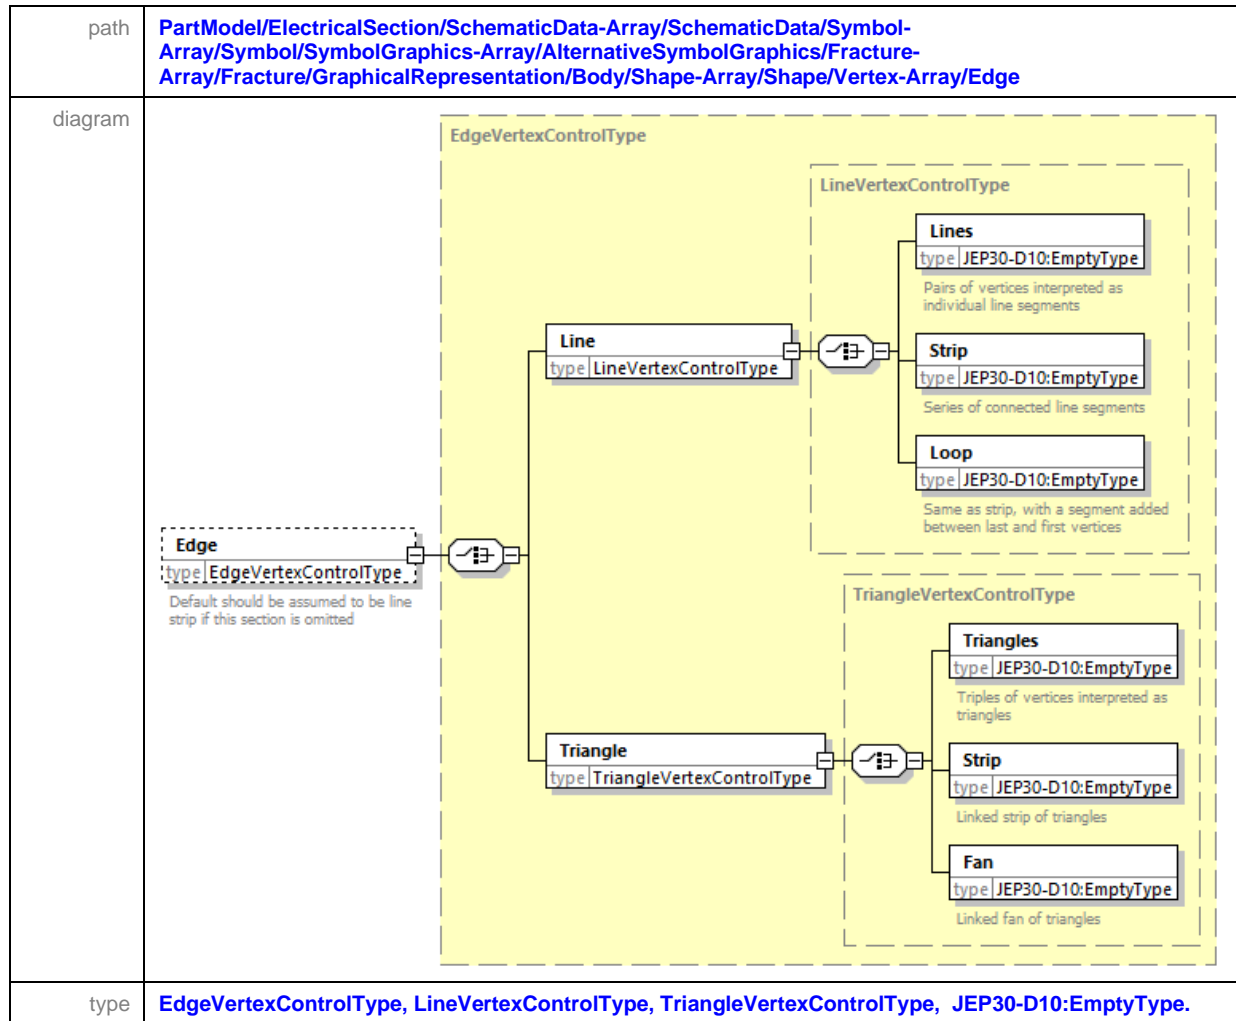 path
PartModel/ElectricalSection/SchematicData-Array/SchematicData/Symbol-
Array/Symbol/SymbolGraphics-Array/AlternativeSymbolGraphics/Fracture-
Array/Fracture/GraphicalRepresentation/Body/Shape-Array/Shape/Vertex-Array/Edge
diagram
EdgeVertexControlType
LineVertexControlType
Lines
type JEP30-D10:EmptyType
Pairs of vertices interpreted as
individual line segments
Line
type LineVertexControlType
Strip
type JEP30-D10:EmptyType
Series of connected line segments
Loop
type JEP30-D10:EmptyType
Same as strip, with a segment added
between last and first vertices
Edge
type EdgeVertexControlType
Default should be assumed to be line
strip if this section is omitted
TriangleVertexControlType
Triangles
type JEP30-D10:EmptyType
Triples of vertices interpreted as
triangles
Triangle
type TriangleVertexControlType
Strip
type JEP30-D10:EmptyType
Linked strip of triangles
Fan
type JEP30-D10:EmptyType
Linked fan of triangles
type
EdgeVertexControlType, LineVertexControlType, TriangleVertexControlType, JEP30-D10:EmptyType.